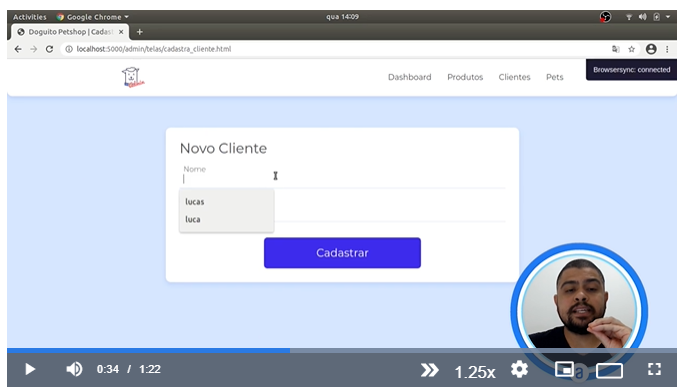 Activities Google Chrome qua 14:09
Doguito Petshop | Cadast
localhost:5000/admin/telas/cadastra_cliente.html
Dashboard Produtos Clientes Pets
Browsersync: connected
Novo Cliente
Nome
lucas
luca
Cadastrar
a
0:34 / 1:22
1.25x